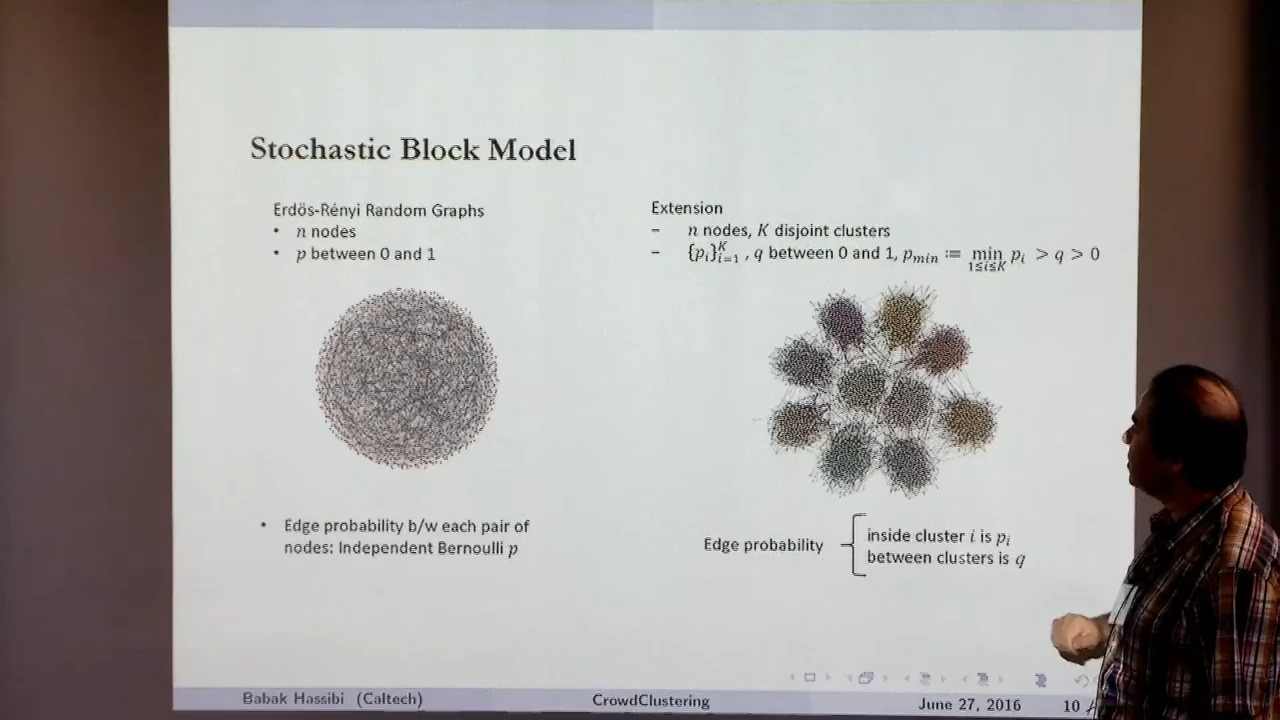 Stochastic Block Model
Erdös-Rényi Random Graphs
• n nodes
• p between 0 and 1
Extension
– n nodes, K disjoint clusters
– {p_i}_{i=1}^K , q between 0 and 1, p_min := min_{1≤i≤K} p_i > q > 0
• Edge probability b/w each pair of
nodes: Independent Bernoulli p
Edge probability
inside cluster i is p_i
between clusters is q
Babak Hassibi (Caltech)
CrowdClustering
June 27, 2016
10 /